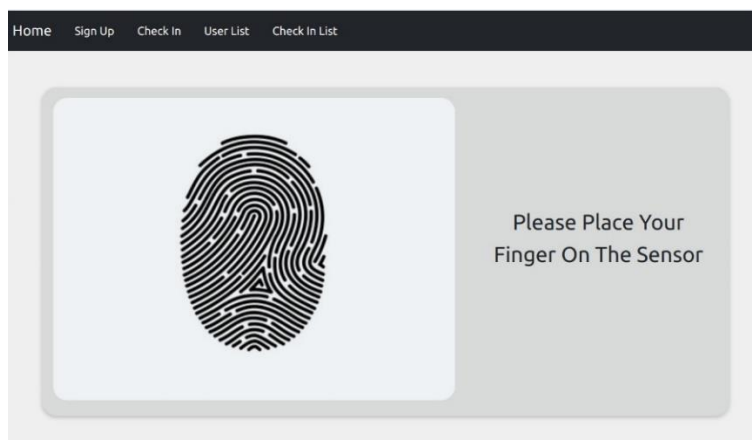 Home Sign Up Check In User List Check In List
Please Place Your
Finger On The Sensor